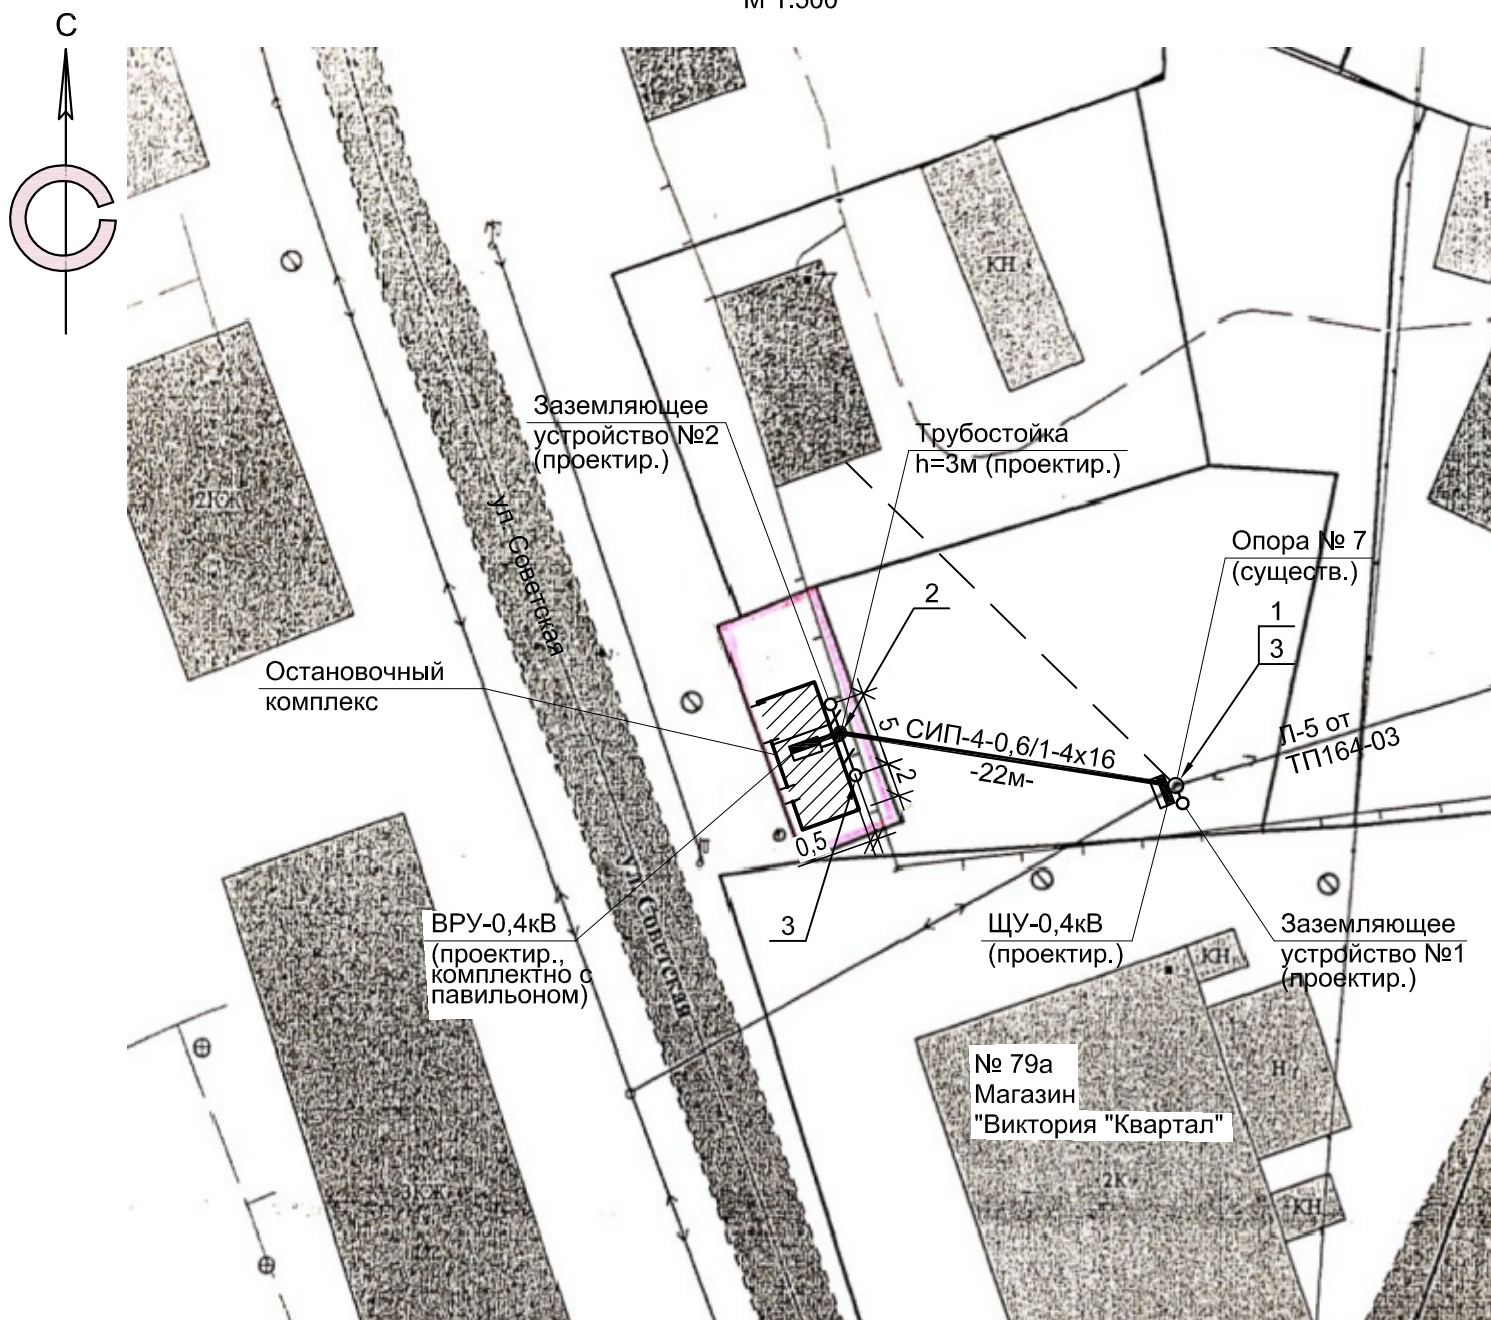 М 1:500
С
Т
КН
Заземляющее
устройство №2
(проектир.)
Трубостойка
h=3м (проектир.)
2КЖ
ул. Советская
Опора № 7
(существ.)
2
1
3
Остановочный
комплекс
5
СИП-4-0,6/1-4х16
-22м-
Л-5 от
ТП164-03
2
0,5
Т
ул. Советская
3
ВРУ-0,4кВ
(проектир.,
комплектно с
павильоном)
ЩУ-0,4кВ
(проектир.)
Заземляющее
устройство №1
(проектир.)
КН
№ 79а
Магазин
"Виктория "Квартал"
Н
2К
3КЖ
КН